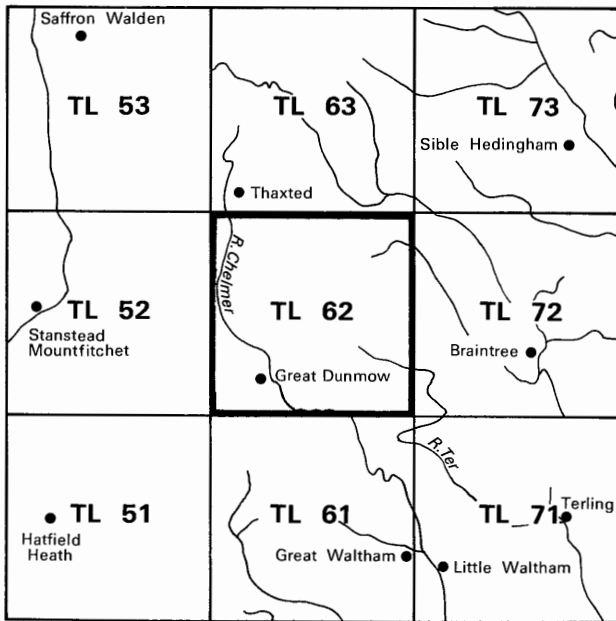 Saffron Walden
TL 53
TL 63
TL 73
Sible Hedingham
Thaxted
R.Chelmer
TL 52
TL 62
TL 72
Stanstead
Mountfitchet
Braintree
Great Dunmow
R.Ter
TL 51
TL 61
TL 71
Terling
Hatfield
Heath
Great Waltham
Little Waltham